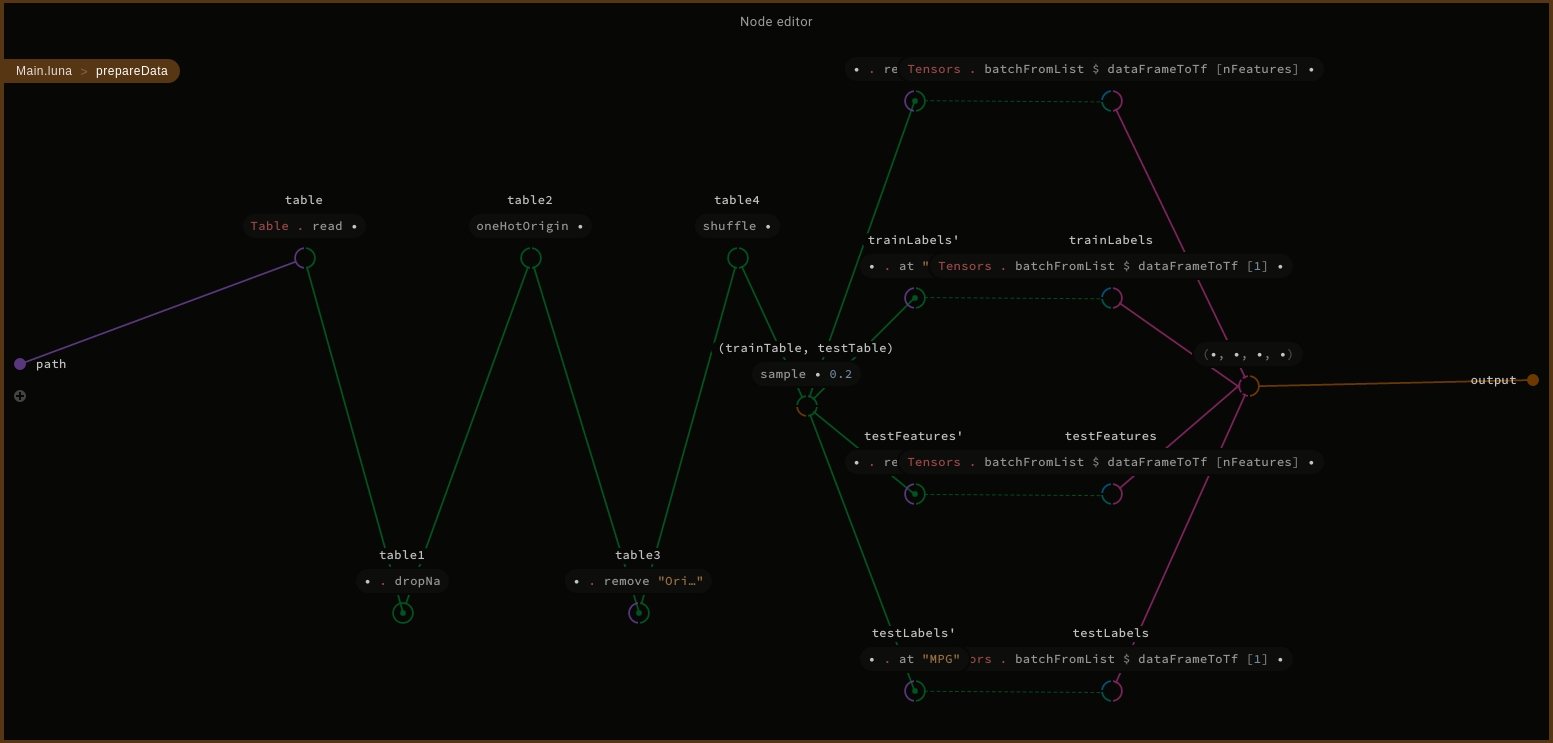 Node editor
Main.luna > prepareData
• . re Tensors . batchFromList $ dataFrameToTf [nFeatures] •
table
table2
table4
Table . read •
oneHotOrigin •
shuffle •
trainLabels'
trainLabels
• . at " Tensors . batchFromList $ dataFrameToTf [1] •
(trainTable, testTable)
(•, •, •, •)
path
sample • 0.2
output
testFeatures'
testFeatures
• . re Tensors . batchFromList $ dataFrameToTf [nFeatures] •
table1
table3
• . dropNa
• . remove "Ori…"
testLabels'
testLabels
• . at "MPG" ors . batchFromList $ dataFrameToTf [1] •